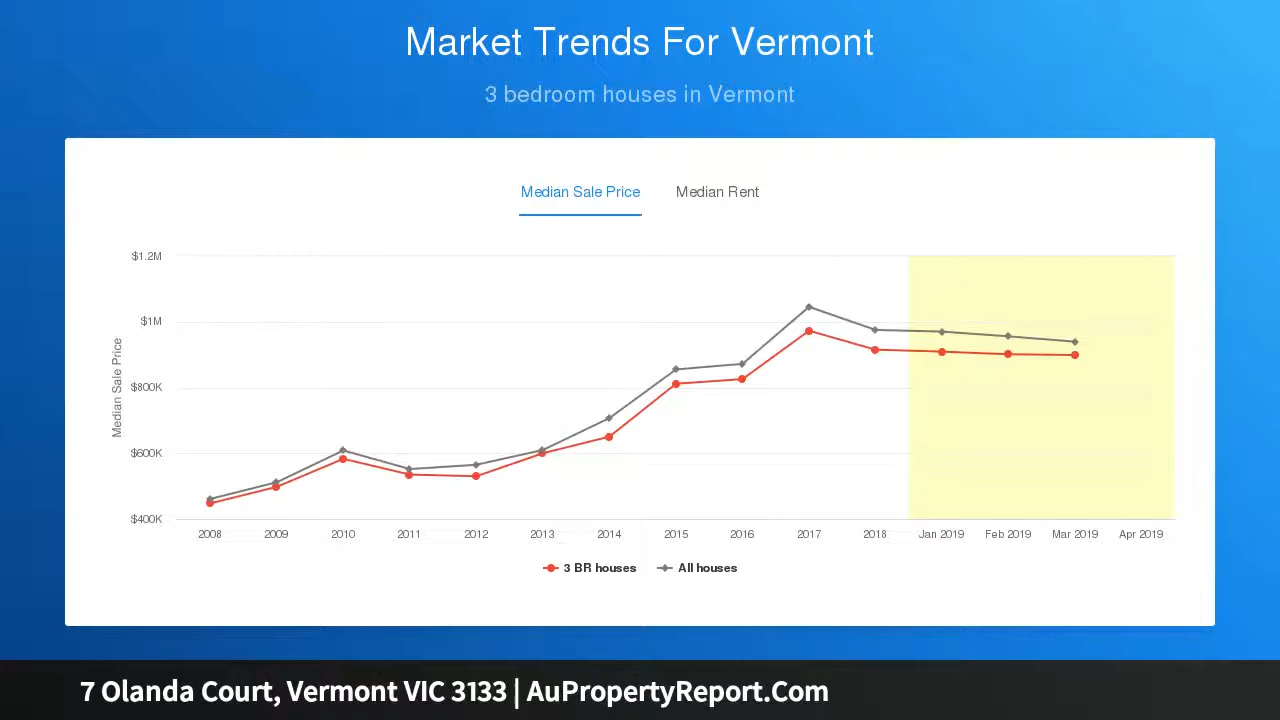 Market Trends For Vermont
3 bedroom houses in Vermont
Median Sale Price Median Rent
$1.2M
$1M
$800K
$600K
$400K
Median Sale Price
2008 2009 2010 2011 2012 2013 2014 2015 2016 2017 2018 Jan 2019 Feb 2019 Mar 2019 Apr 2019
3 BR houses All houses
7 Olanda Court, Vermont VIC 3133 | AuPropertyReport.Com